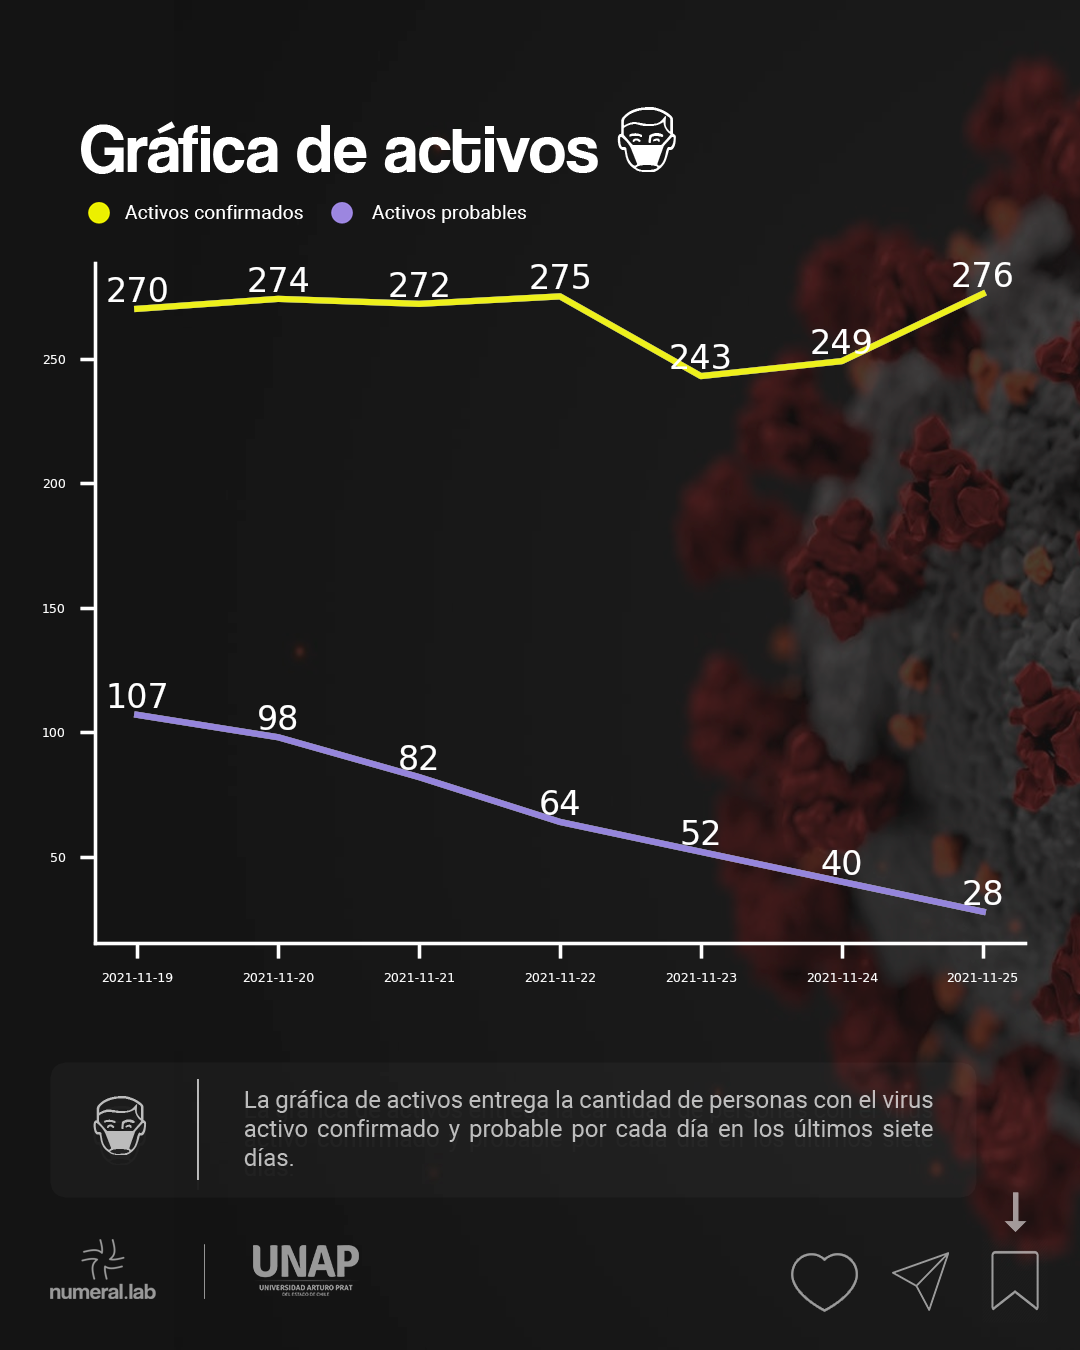 Gráfica de activos
Activos confirmados Activos probables
270 274 272 275 243 249 276
250
200
150
107 98 82 64 52 40 28
100
50
2021-11-19 2021-11-20 2021-11-21 2021-11-22 2021-11-23 2021-11-24 2021-11-25
La gráfica de activos entrega la cantidad de personas con el virus
activo confirmado y probable por cada día en los últimos siete
días.
numeral.lab
UNAP
UNIVERSIDAD ARTURO PRAT
DEL ESTADO DE CHILE